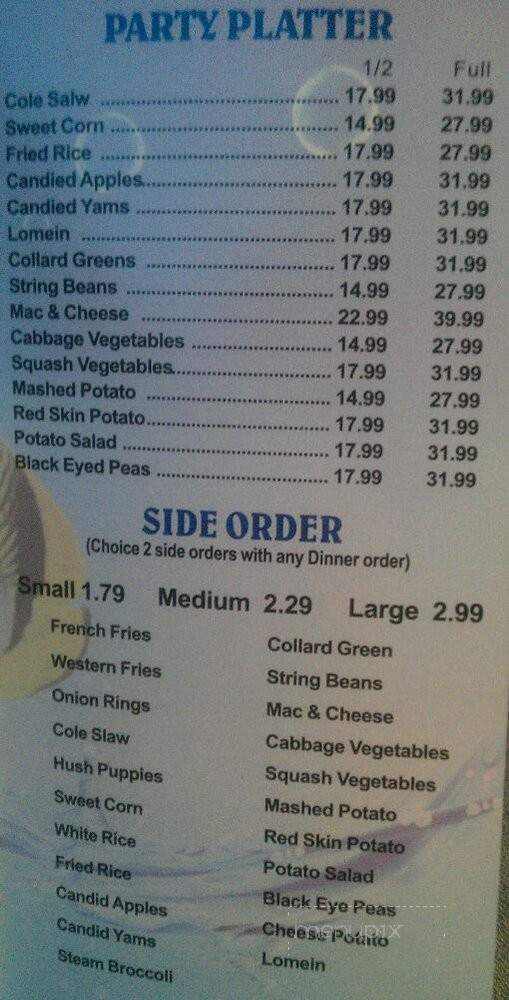 PARTY PLATTER
1/2 Full
Cole Salw 17.99 31.99
Sweet Corn 14.99 27.99
Fried Rice 17.99 27.99
Candied Apples 17.99 31.99
Candied Yams 17.99 31.99
Lomein 17.99 31.99
Collard Greens 17.99 31.99
String Beans 14.99 27.99
Mac & Cheese 22.99 39.99
Cabbage Vegetables 14.99 27.99
Squash Vegetables 17.99 31.99
Mashed Potato 14.99 27.99
Red Skin Potato 17.99 31.99
Potato Salad 17.99 31.99
Black Eyed Peas 17.99 31.99
SIDE ORDER
(Choice 2 side orders with any Dinner order)
Small 1.79 Medium 2.29 Large 2.99
French Fries
Western Fries
Onion Rings
Cole Slaw
Hush Puppies
Sweet Corn
White Rice
Fried Rice
Candid Apples
Candid Yams
Steam Broccoli
Collard Green
String Beans
Mac & Cheese
Cabbage Vegetables
Squash Vegetables
Mashed Potato
Red Skin Potato
Potato Salad
Black Eye Peas
Cheese Potato
Lomein
menupix